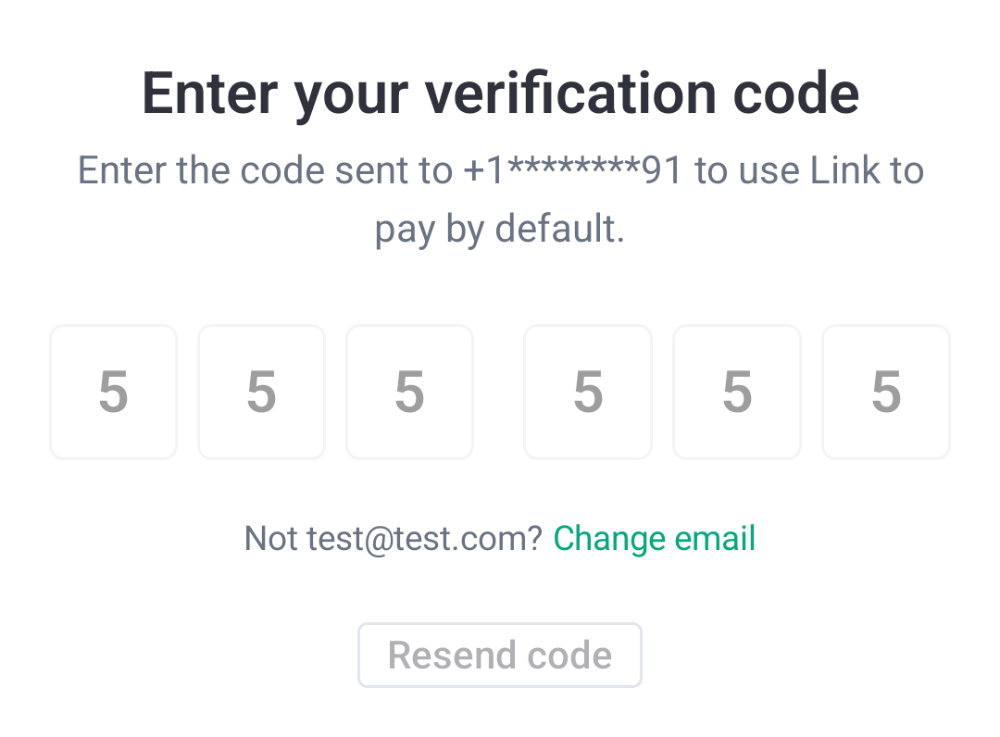 Enter your verification code
Enter the code sent to +1********91 to use Link to
pay by default.
5 5 5 5 5 5
Not test@test.com? Change email
Resend code